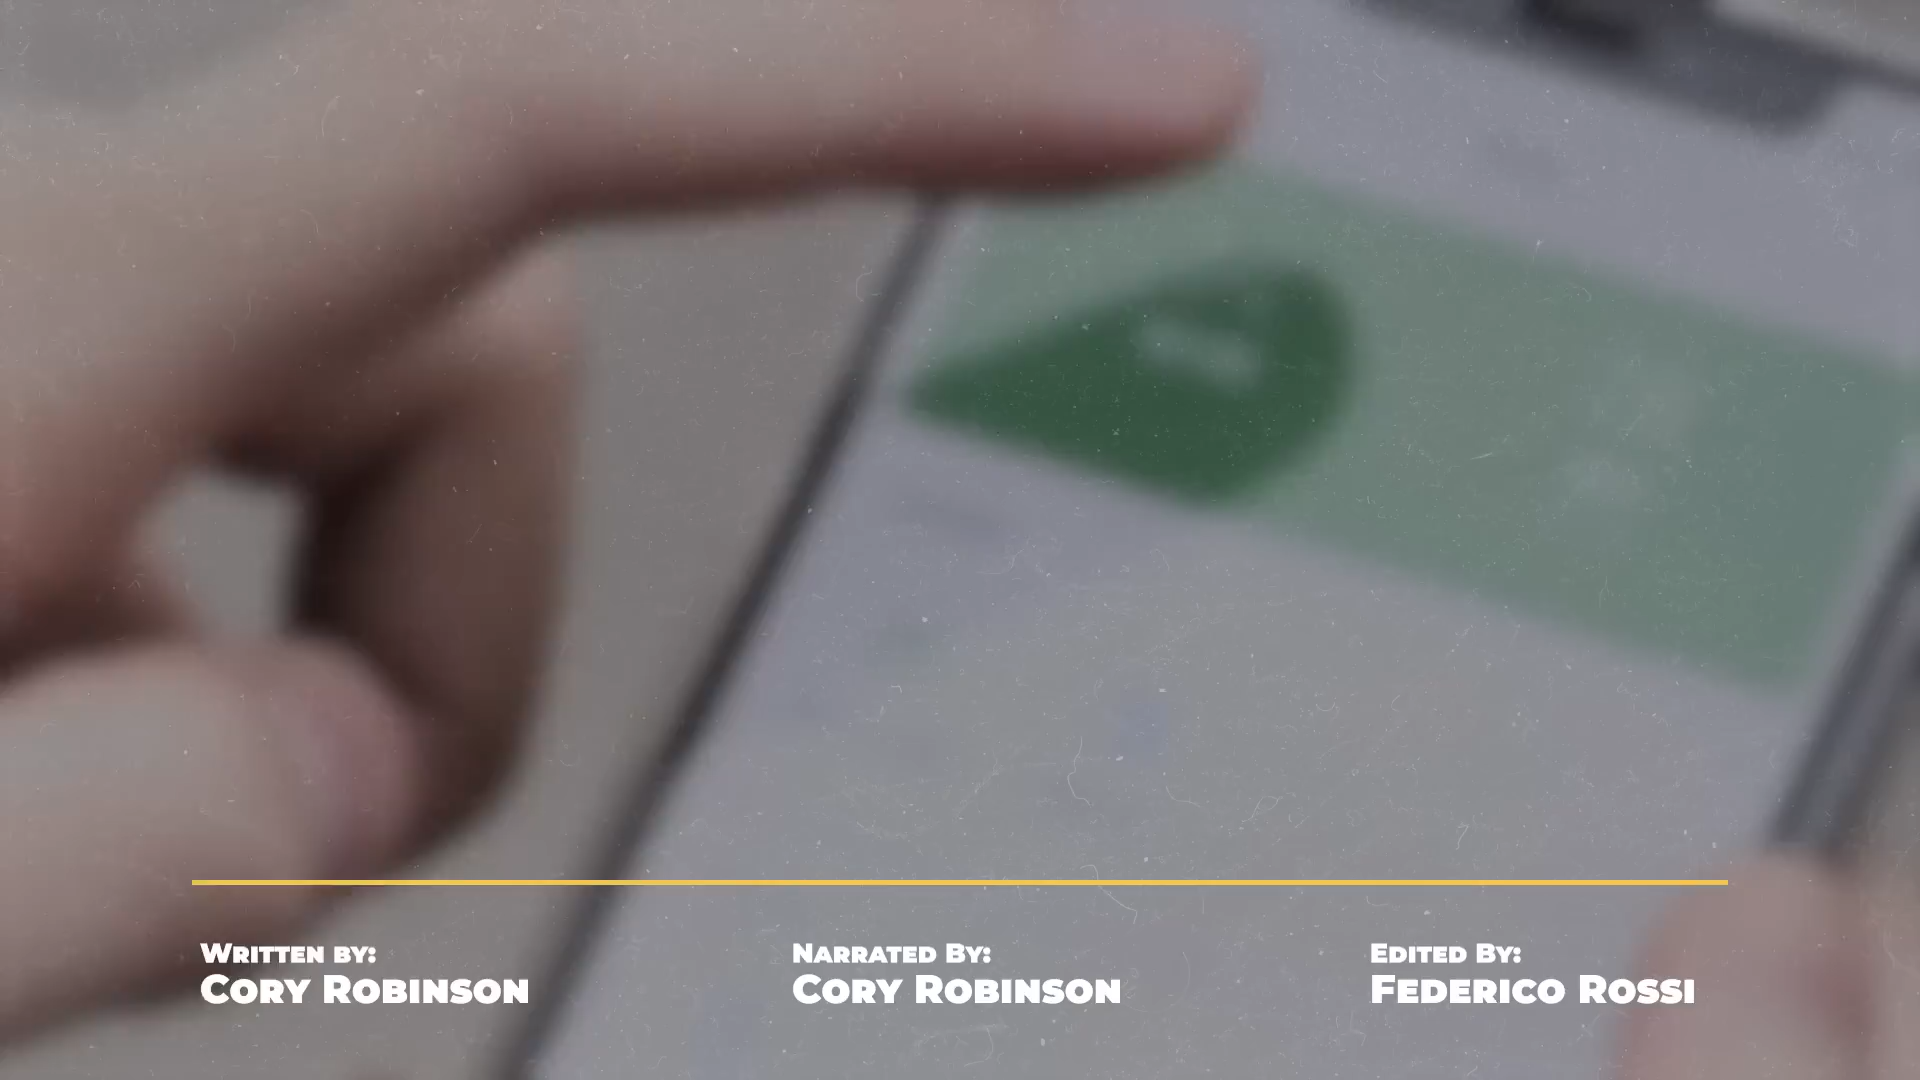 Written by:
Cory Robinson
Narrated By:
Cory Robinson
Edited By:
Federico Rossi